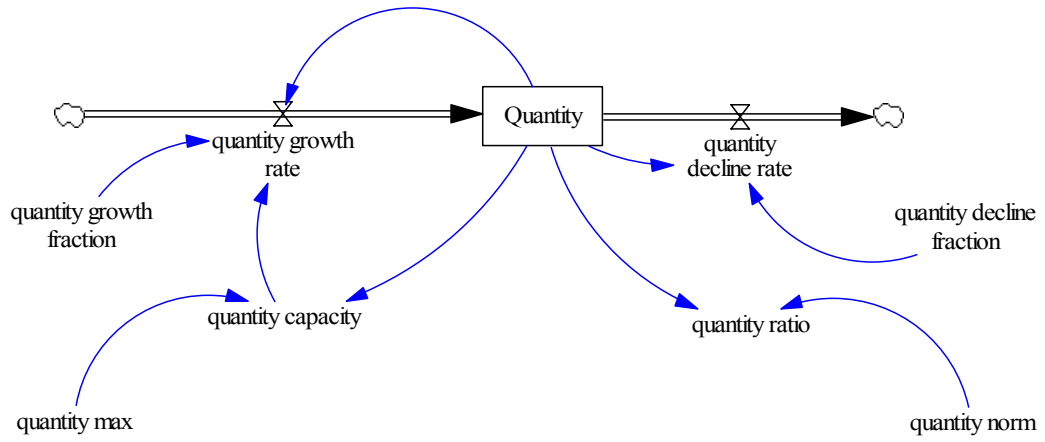 Quantity
quantity growth
rate
quantity
decline rate
quantity growth
fraction
quantity decline
fraction
quantity capacity
quantity ratio
quantity max
quantity norm